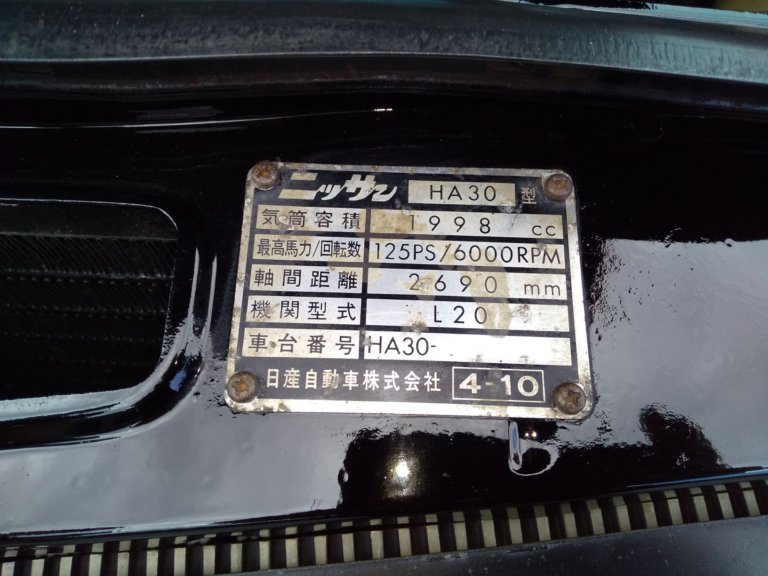 ニッサン HA30 型
気筒容積 1998 cc
最高馬力/回転数 125PS/6000RPM
軸間距離 2690 mm
機関型式 L20
車台番号 HA30-
日産自動車株式会社 4-10